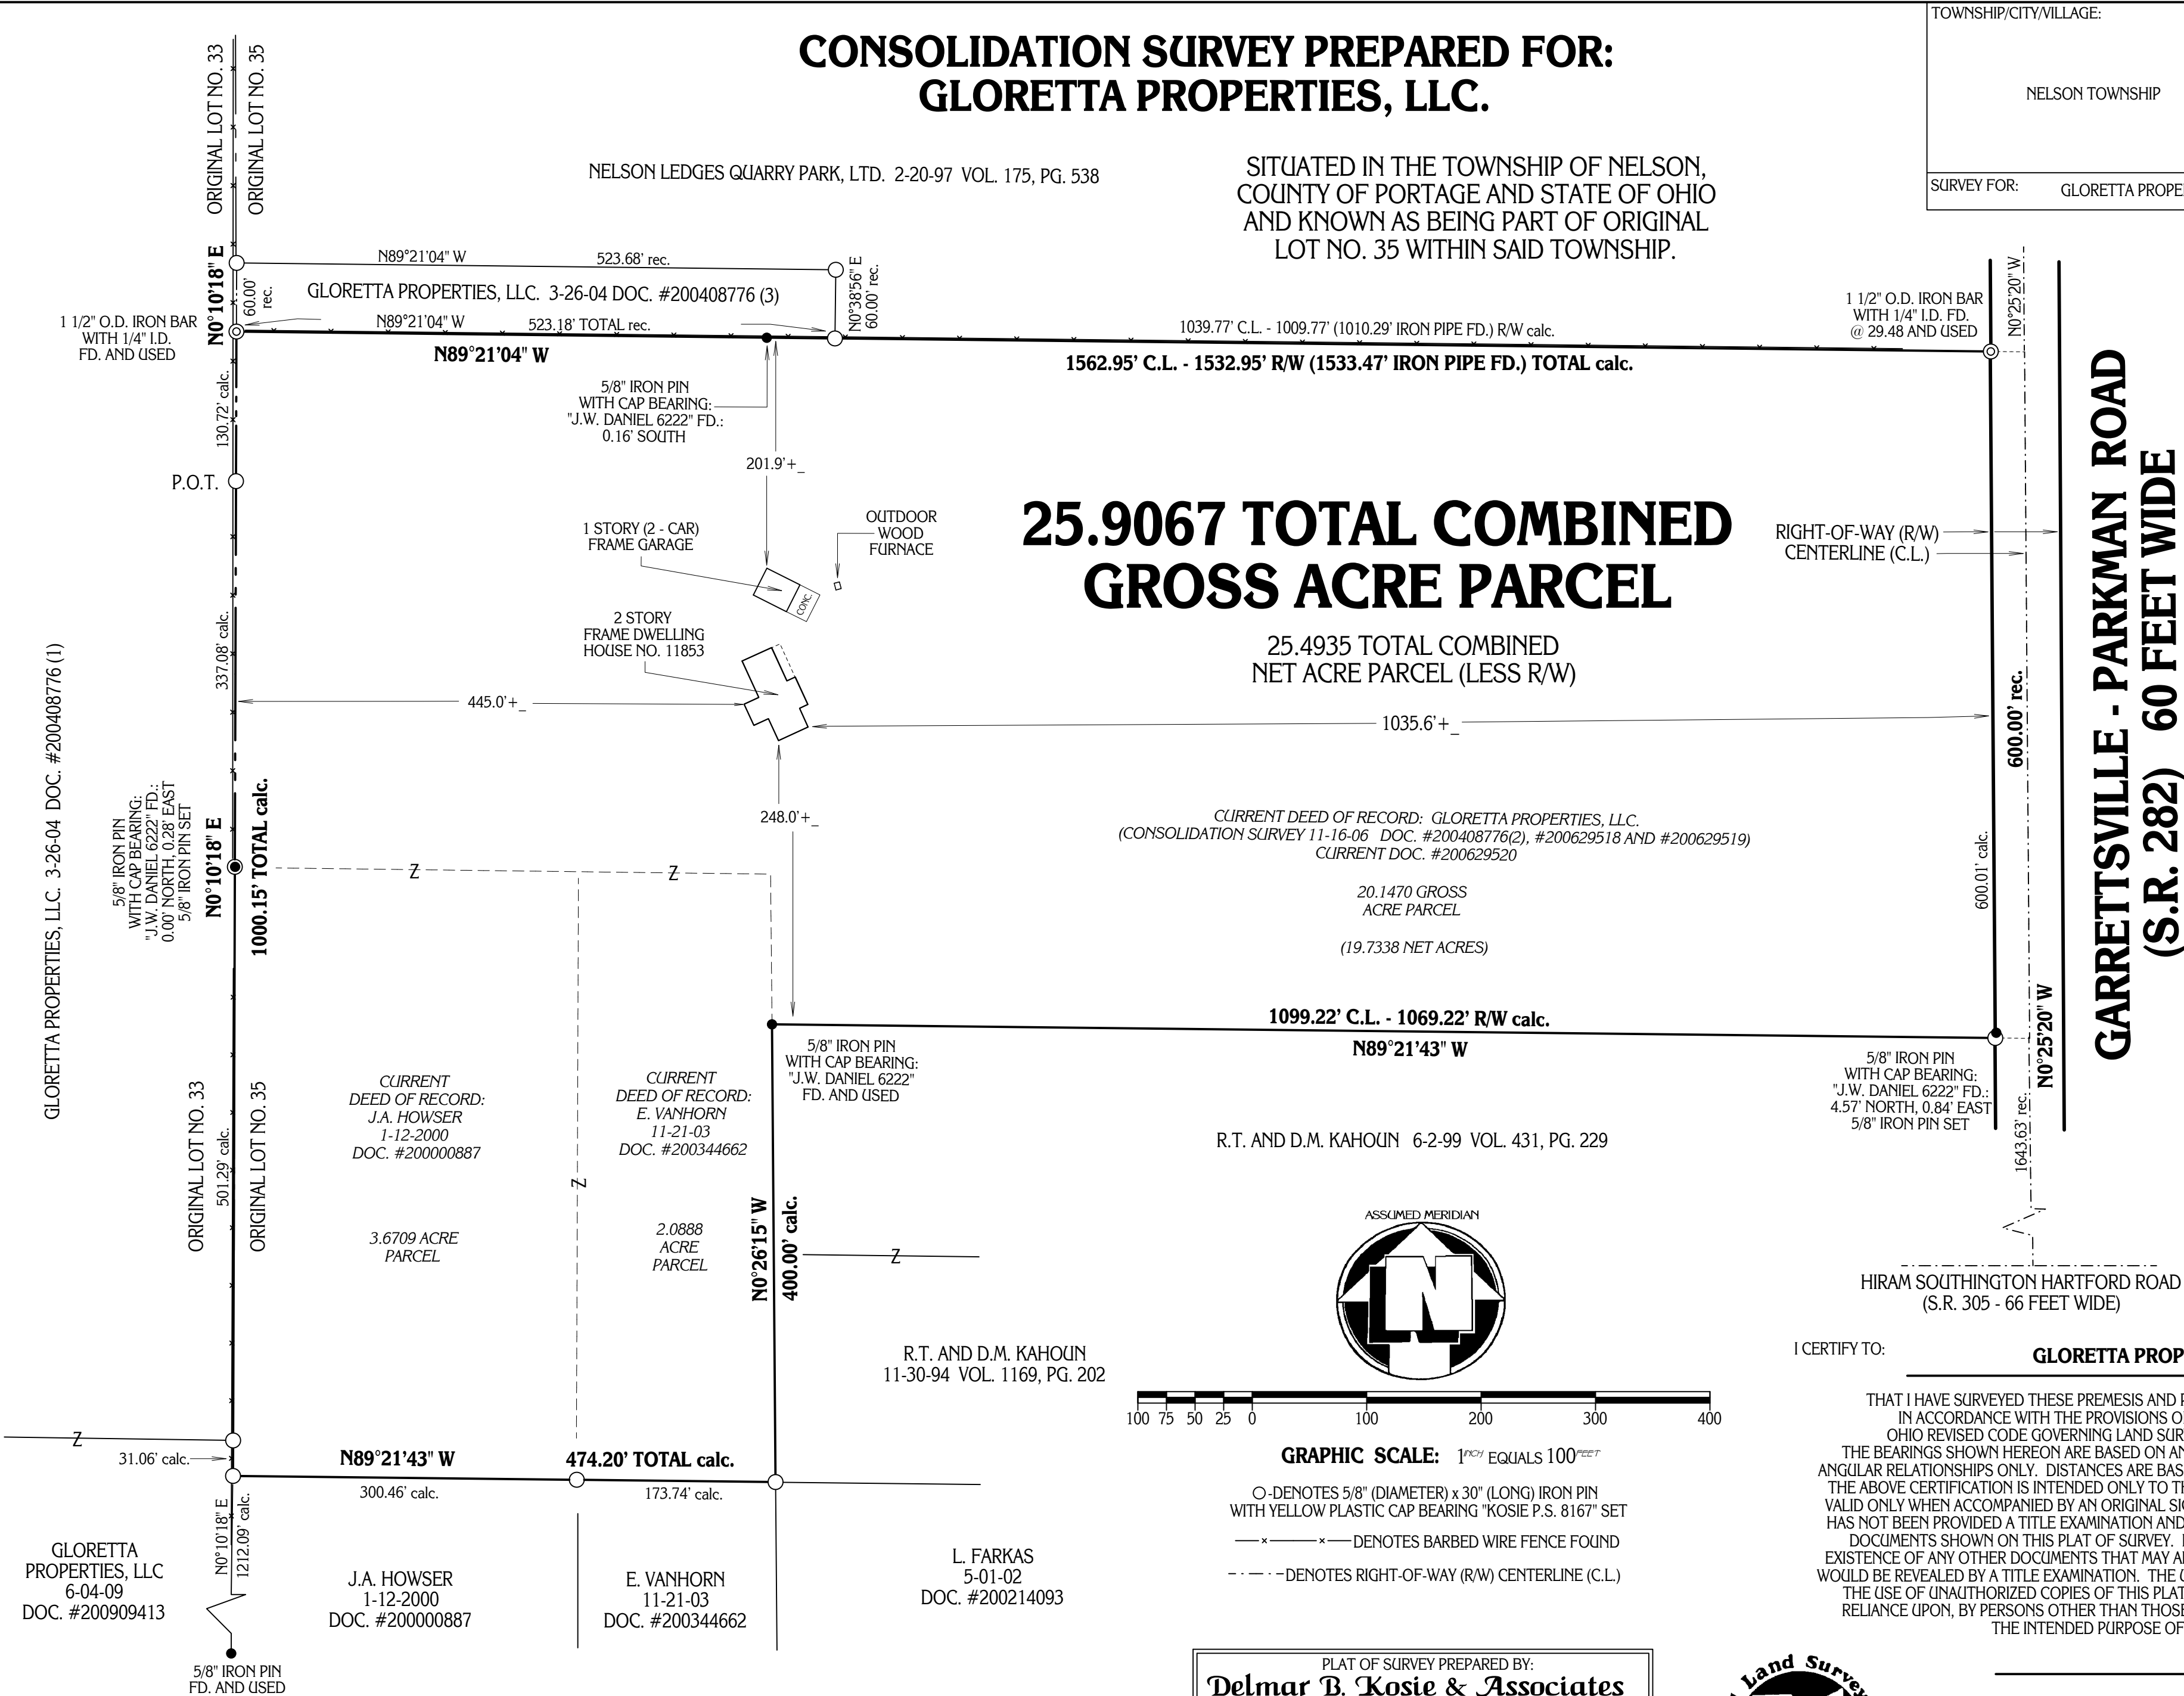 CONSOLIDATION SURVEY PREPARED FOR:
GLORETTA PROPERTIES, LLC.
TOWNSHIP/CITY/VILLAGE:
NELSON TOWNSHIP
SURVEY FOR:
ORIGINAL LOT NO. 33
ORIGINAL LOT NO. 35
NELSON LEDGES QUARRY PARK, LTD. 2-20-97 VOL. 175, PG. 538
SITUATED IN THE TOWNSHIP OF NELSON,
COUNTY OF PORTAGE AND STATE OF OHIO
AND KNOWN AS BEING PART OF ORIGINAL
LOT NO. 35 WITHIN SAID TOWNSHIP.
N0°10'18" E
60.00'
rec.
N89°21'04" W
523.68' rec.
GLORETTA PROPERTIES, LLC. 3-26-04 DOC. #200408776 (3)
N0°38'56" E
60.00' rec.
N89°21'04" W
523.18' TOTAL rec.
1 1/2" O.D. IRON BAR
WITH 1/4" I.D.
FD. AND USED
N89°21'04" W
1039.77' C.L. - 1009.77' (1010.29' IRON PIPE FD.) R/W calc.
1562.95' C.L. - 1532.95' R/W (1533.47' IRON PIPE FD.) TOTAL calc.
1 1/2" O.D. IRON BAR
WITH 1/4" I.D. FD.
@ 29.48 AND USED
N0°25'20" W
130.72' calc.
5/8" IRON PIN
WITH CAP BEARING:
"J.W. DANIEL 6222" FD.:
0.16' SOUTH
201.9'+_
P.O.T.
1 STORY (2 - CAR)
FRAME GARAGE
OUTDOOR
WOOD
FURNACE
CONC.
25.9067 TOTAL COMBINED
GROSS ACRE PARCEL
25.4935 TOTAL COMBINED
NET ACRE PARCEL (LESS R/W)
RIGHT-OF-WAY (R/W)
CENTERLINE (C.L.)
GARRETTSVILLE - PARKMAN ROAD
(S.R. 282) 60 FEET WIDE
2 STORY
FRAME DWELLING
HOUSE NO. 11853
337.08' calc.
445.0'+_
1035.6'+_
600.00' rec.
600.01' calc.
GLORETTA PROPERTIES, LLC. 3-26-04 DOC. #200408776 (1)
5/8" IRON PIN
WITH CAP BEARING:
"J.W. DANIEL 6222" FD.:
0.00' NORTH, 0.28' EAST
5/8" IRON PIN SET
N0°10'18" E
1000.15' TOTAL calc.
Z
Z
248.0'+_
CURRENT DEED OF RECORD: GLORETTA PROPERTIES, LLC.
(CONSOLIDATION SURVEY 11-16-06 DOC. #200408776(2), #200629518 AND #200629519)
CURRENT DOC. #200629520
20.1470 GROSS
ACRE PARCEL
(19.7338 NET ACRES)
1099.22' C.L. - 1069.22' R/W calc.
N89°21'43" W
5/8" IRON PIN
WITH CAP BEARING:
"J.W. DANIEL 6222"
FD. AND USED
5/8" IRON PIN
WITH CAP BEARING:
"J.W. DANIEL 6222" FD.:
4.57' NORTH, 0.84' EAST
5/8" IRON PIN SET
N0°25'20" W
1643.63' rec.
ORIGINAL LOT NO. 33
501.29' calc.
ORIGINAL LOT NO. 35
CURRENT
DEED OF RECORD:
J.A. HOWSER
1-12-2000
DOC. #200000887
3.6709 ACRE
PARCEL
Z
CURRENT
DEED OF RECORD:
E. VANHORN
11-21-03
DOC. #200344662
2.0888
ACRE
PARCEL
N0°26'15" W
400.00' calc.
R.T. AND D.M. KAHOUN 6-2-99 VOL. 431, PG. 229
Z
R.T. AND D.M. KAHOUN
11-30-94 VOL. 1169, PG. 202
ASSUMED MERIDIAN
N
100 75 50 25 0 100 200 300 400
GRAPHIC SCALE: 1 INCH EQUALS 100 FEET
HIRAM SOUTHINGTON HARTFORD ROAD
(S.R. 305 - 66 FEET WIDE)
Z
31.06' calc.
N89°21'43" W
474.20' TOTAL calc.
300.46' calc.
173.74' calc.
N0°10'18" E
1212.09' calc.
GLORETTA
PROPERTIES, LLC
6-04-09
DOC. #200909413
J.A. HOWSER
1-12-2000
DOC. #200000887
E. VANHORN
11-21-03
DOC. #200344662
L. FARKAS
5-01-02
DOC. #200214093
5/8" IRON PIN
FD. AND USED
O-DENOTES 5/8" (DIAMETER) x 30" (LONG) IRON PIN
WITH YELLOW PLASTIC CAP BEARING "KOSIE P.S. 8167" SET
DENOTES BARBED WIRE FENCE FOUND
DENOTES RIGHT-OF-WAY (R/W) CENTERLINE (C.L.)
PLAT OF SURVEY PREPARED BY:
Delmar B. Kosie & Associates
Land
I CERTIFY TO:
GLORETTA
THAT I HAVE SURVEYED THESE PREMESIS AND
IN ACCORDANCE WITH THE PROVISIONS
OHIO REVISED CODE GOVERNING LAND
THE BEARINGS SHOWN HEREON ARE BASED ON
ANGULAR RELATIONSHIPS ONLY. DISTANCES ARE
THE ABOVE CERTIFICATION IS INTENDED ONLY TO
VALID ONLY WHEN ACCOMPANIED BY AN ORIGINAL
HAS NOT BEEN PROVIDED A TITLE EXAMINATION AND
DOCUMENTS SHOWN ON THIS PLAT OF SURVEY.
EXISTENCE OF ANY OTHER DOCUMENTS THAT MAY
WOULD BE REVEALED BY A TITLE EXAMINATION. THE
THE USE OF UNAUTHORIZED COPIES OF THIS PLAT
RELIANCE UPON, BY PERSONS OTHER THAN THOSE
THE INTENDED PURPOSE OF